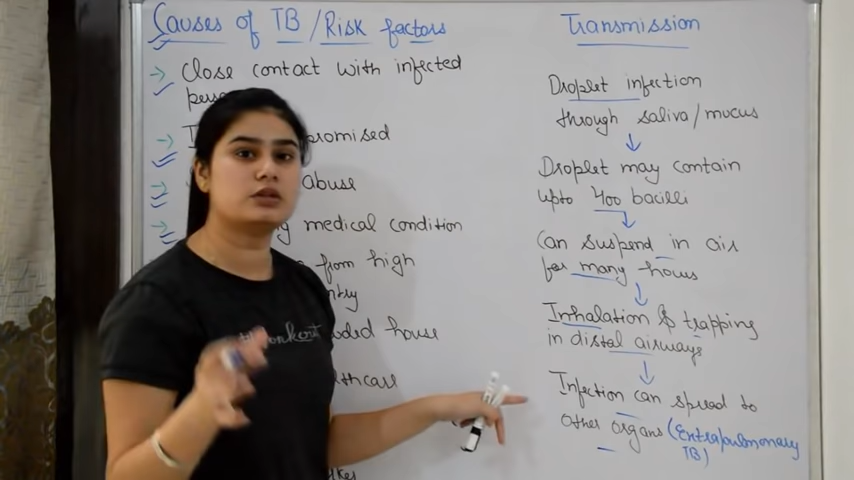 Causes of TB / Risk factors
Close contact with infected
promised
abuse
medical condition
from high
ntry
ded house
lthcare
Transmission
Droplet infection
through saliva/mucus
↓
Droplet may contain
upto 400 bacilli
↓
Can suspend in air
for many hours
↓
Inhalation & trapping
in distal airways
↓
Infection can spread to
other organs (Extrapulmonary
TB)